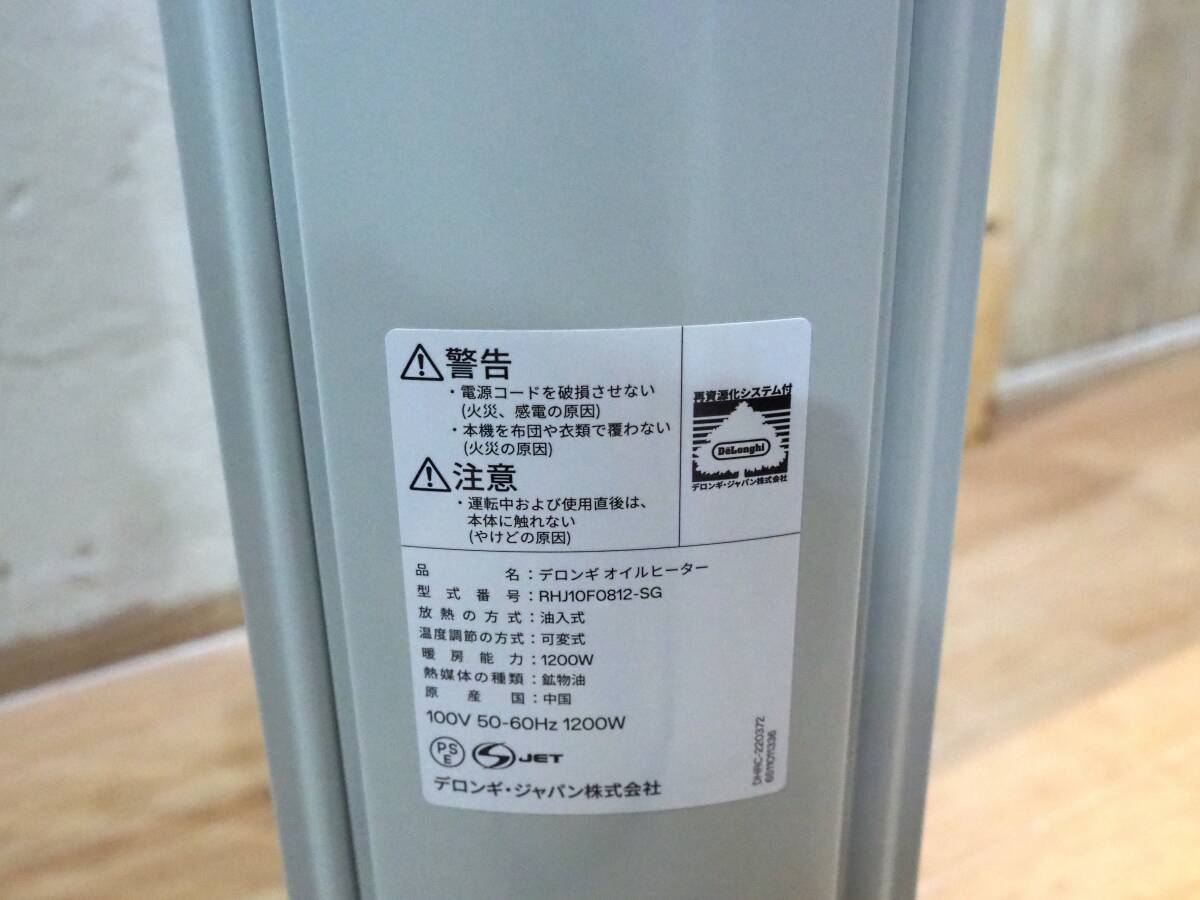 ⚠警告
・電源コードを破損させない
(火災、感電の原因)
・本機を布団や衣類で覆わない
(火災の原因)
⚠注意
・運転中および使用直後は、
本体に触れない
(やけどの原因)
再資源化システム付
DeLonghi
デロンギ・ジャパン株式会社
品名：デロンギ オイルヒーター
型式番号：RHJ10F0812-SG
放熱の方式：油入式
温度調節の方式：可変式
暖房能力：1200W
熱媒体の種類：鉱物油
原産国：中国
100V 50-60Hz 1200W
PSE
JET
デロンギ・ジャパン株式会社
DHRC-220372
6511011336